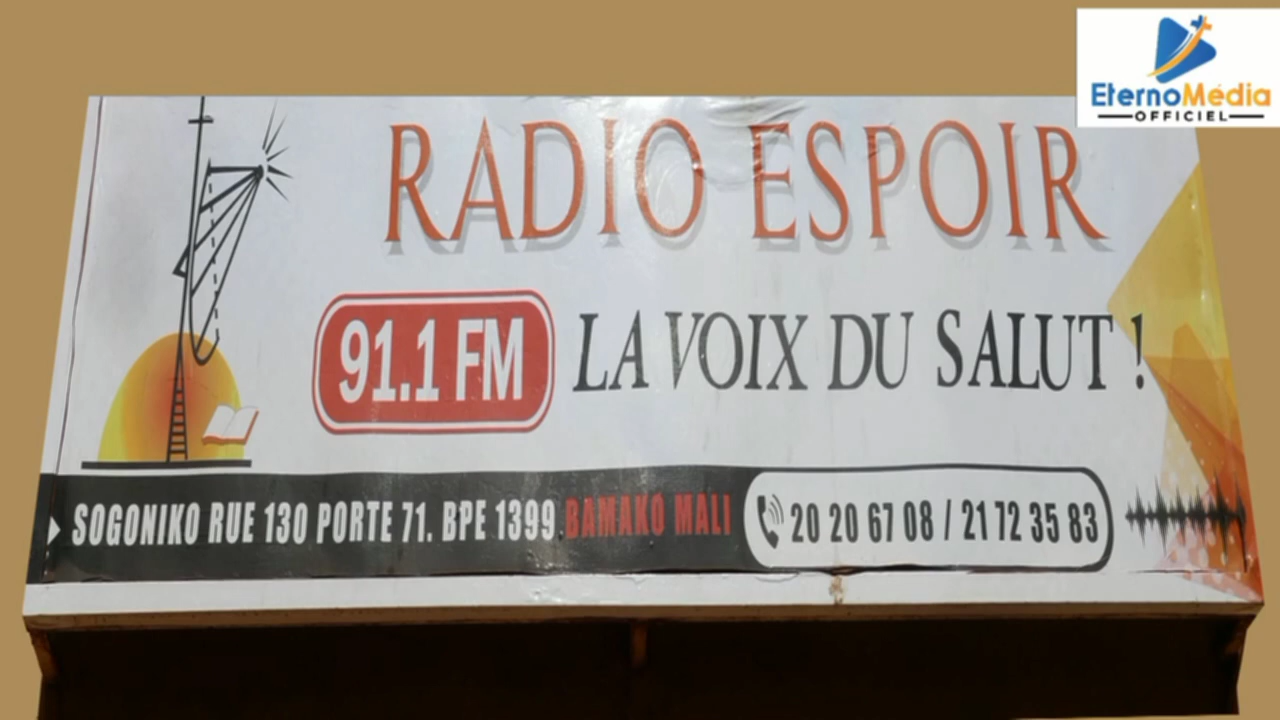 EternoMédia
OFFICIEL
RADIO ESPOIR
91.1 FM LA VOIX DU SALUT !
SOGONIKO RUE 130 PORTE 71. BPE 1399 BAMAKO MALI 20 20 67 08 / 21 72 35 83